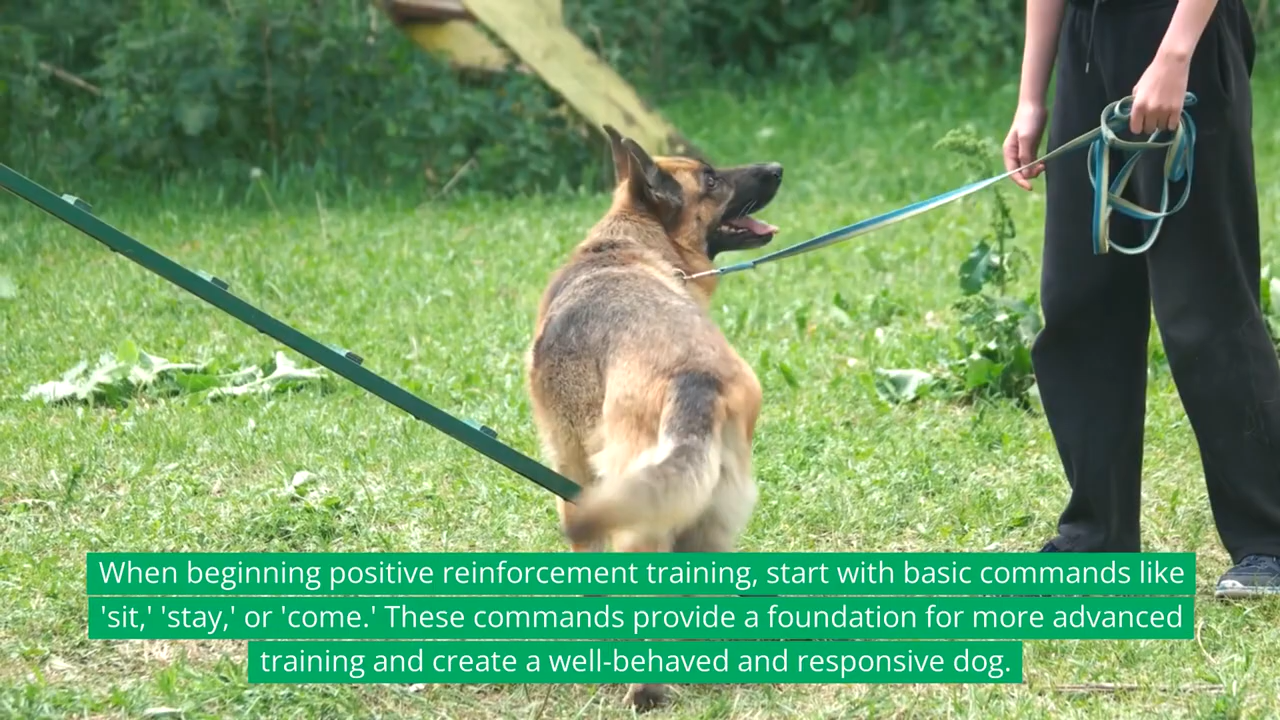 When beginning positive reinforcement training, start with basic commands like
'sit,' 'stay,' or 'come.' These commands provide a foundation for more advanced
training and create a well-behaved and responsive dog.